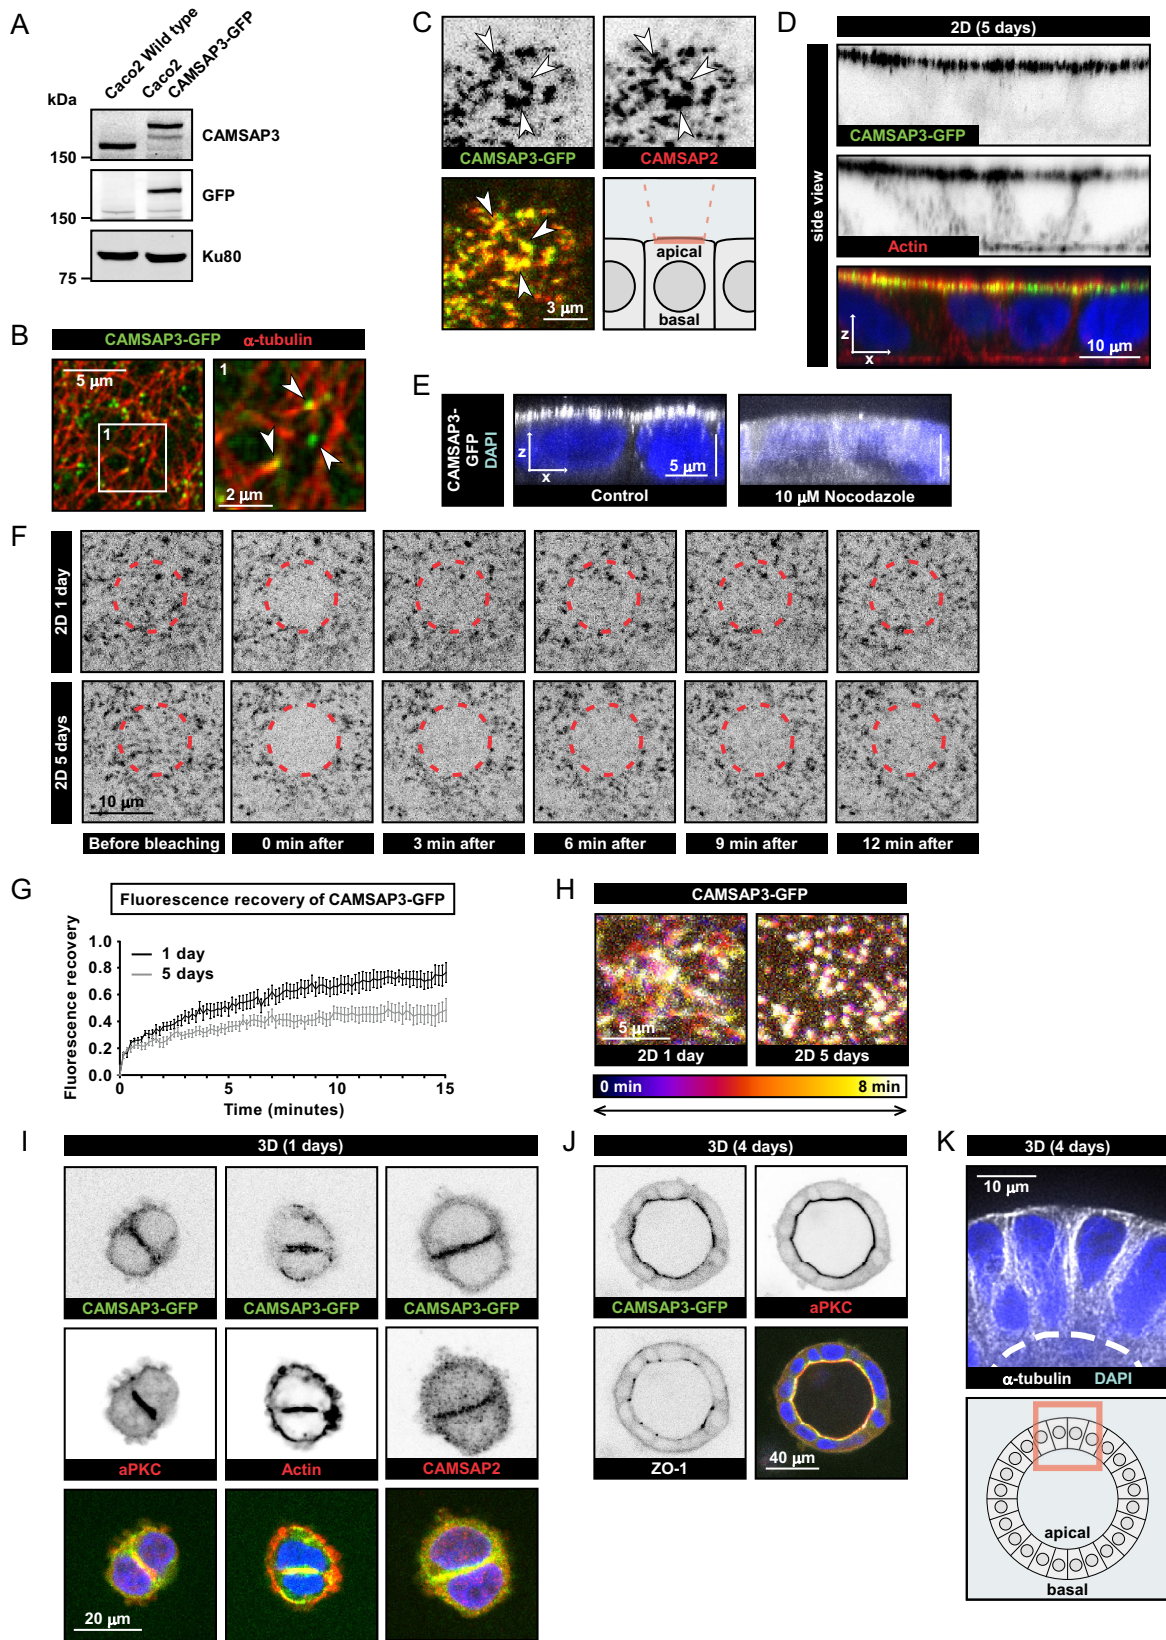 A
Caco2 Wild type
Caco2
CAMSAP3-GFP
kDa
CAMSAP3
150
GFP
150
Ku80
75
B
CAMSAP3-GFP α-tubulin
5 μm
1
1
2 μm
C
CAMSAP3-GFP
CAMSAP2
3 μm
apical
basal
D
2D (5 days)
side view
CAMSAP3-GFP
Actin
z
x
10 μm
E
CAMSAP3-
GFP
DAPI
z
x
5 μm
Control
10 μM Nocodazole
F
2D 1 day
2D 5 days
10 μm
Before bleaching
0 min after
3 min after
6 min after
9 min after
12 min after
G
Fluorescence recovery of CAMSAP3-GFP
Fluorescence recovery
1.0
0.8
0.6
0.4
0.2
0.0
1 day
5 days
0
5
10
15
Time (minutes)
H
CAMSAP3-GFP
5 μm
2D 1 day
2D 5 days
0 min
8 min
I
3D (1 days)
CAMSAP3-GFP
CAMSAP3-GFP
CAMSAP3-GFP
aPKC
Actin
CAMSAP2
20 μm
J
3D (4 days)
CAMSAP3-GFP
aPKC
ZO-1
40 μm
K
3D (4 days)
10 μm
α-tubulin DAPI
apical
basal